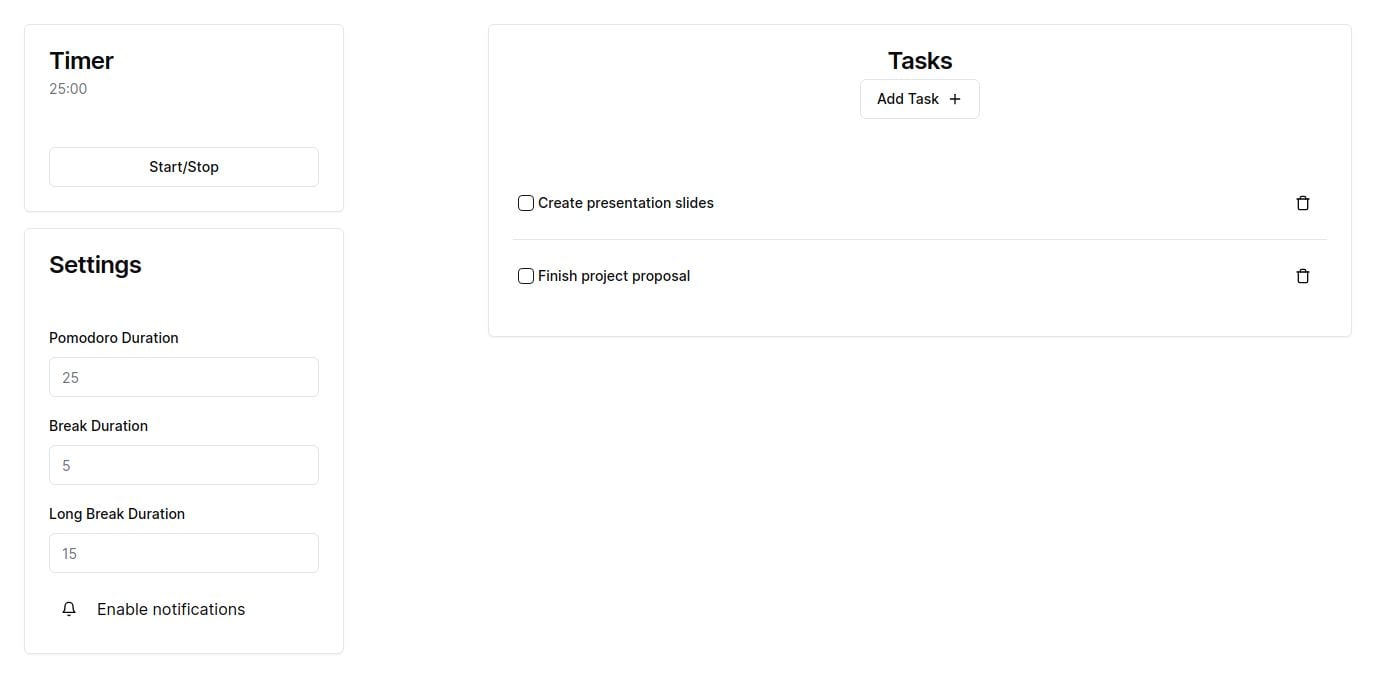 Timer
25:00
Start/Stop
Settings
Pomodoro Duration
25
Break Duration
5
Long Break Duration
15
Enable notifications
Tasks
Add Task +
Create presentation slides
Finish project proposal